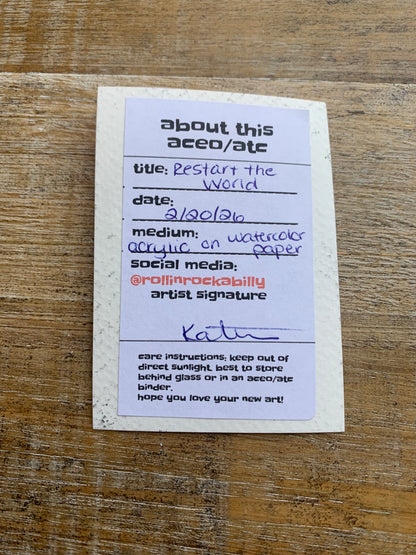 about this
aceo/atc
title: Restart the
World
date:
2/20/26
medium:
acrylic on watercolor
paper
social media:
@rollinrockabilly
artist signature
care instructions: keep out of
direct sunlight. best to store
behind glass or in an aceo/atc
binder.
hope you love your new art!